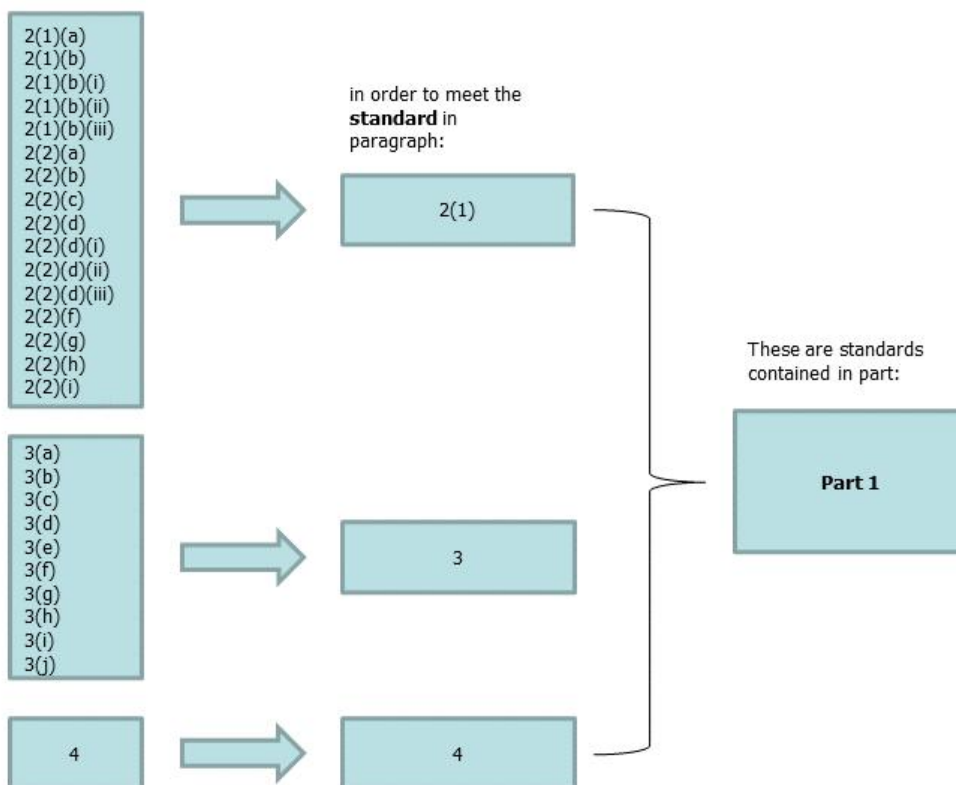 2(1)(a)
2(1)(b)
2(1)(b)(i)
2(1)(b)(ii)
2(1)(b)(iii)
2(2)(a)
2(2)(b)
2(2)(c)
2(2)(d)
2(2)(d)(i)
2(2)(d)(ii)
2(2)(d)(iii)
2(2)(f)
2(2)(g)
2(2)(h)
2(2)(i)
in order to meet the
standard in
paragraph:
2(1)
3(a)
3(b)
3(c)
3(d)
3(e)
3(f)
3(g)
3(h)
3(i)
3(j)
3
4
4
These are standards
contained in part:
Part 1